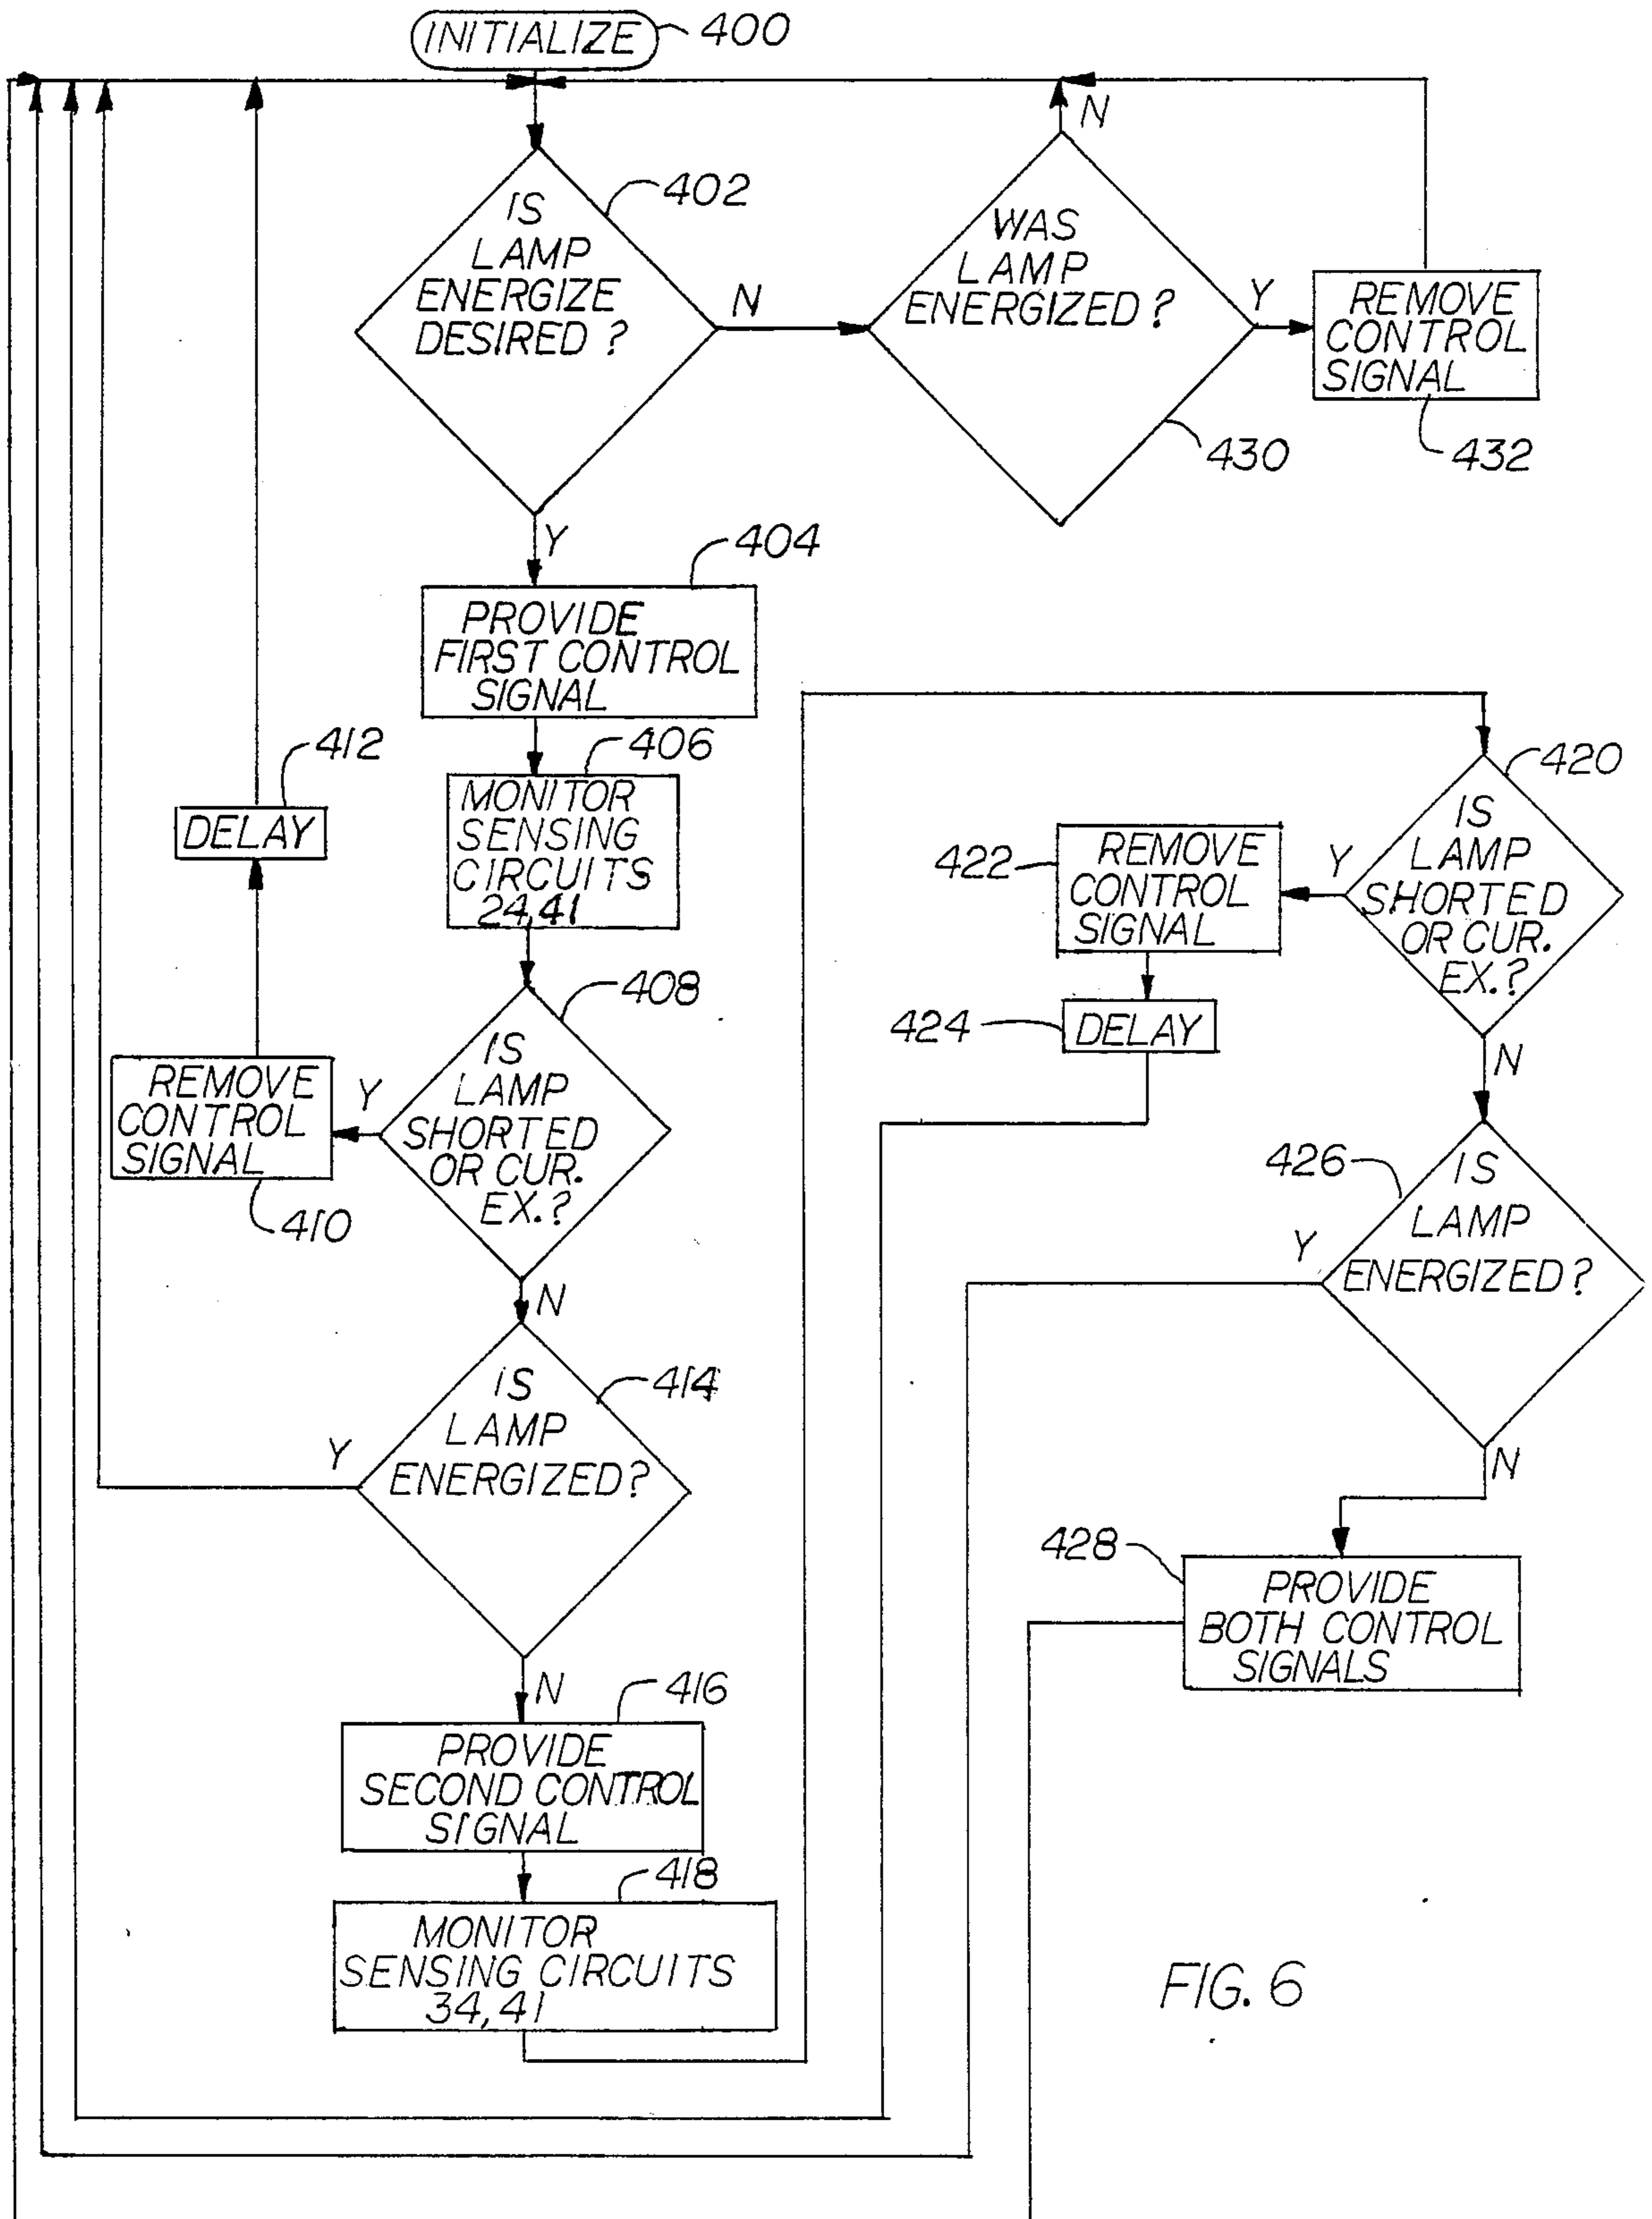 INITIALIZE
400
IS
LAMP
ENERGIZE
DESIRED?
402
N
Y
WAS
LAMP
ENERGIZED?
430
N
Y
REMOVE
CONTROL
SIGNAL
432
404
PROVIDE
FIRST CONTROL
SIGNAL
406
MONITOR
SENSING
CIRCUITS
24,41
408
IS
LAMP
SHORTED
OR CUR.
EX.?
Y
N
REMOVE
CONTROL
SIGNAL
410
412
DELAY
414
IS
LAMP
ENERGIZED?
Y
N
416
PROVIDE
SECOND CONTROL
SIGNAL
418
MONITOR
SENSING CIRCUITS
34,41
420
IS
LAMP
SHORTED
OR CUR.
EX.?
Y
N
422
REMOVE
CONTROL
SIGNAL
424
DELAY
426
IS
LAMP
ENERGIZED?
Y
N
428
PROVIDE
BOTH CONTROL
SIGNALS
FIG. 6